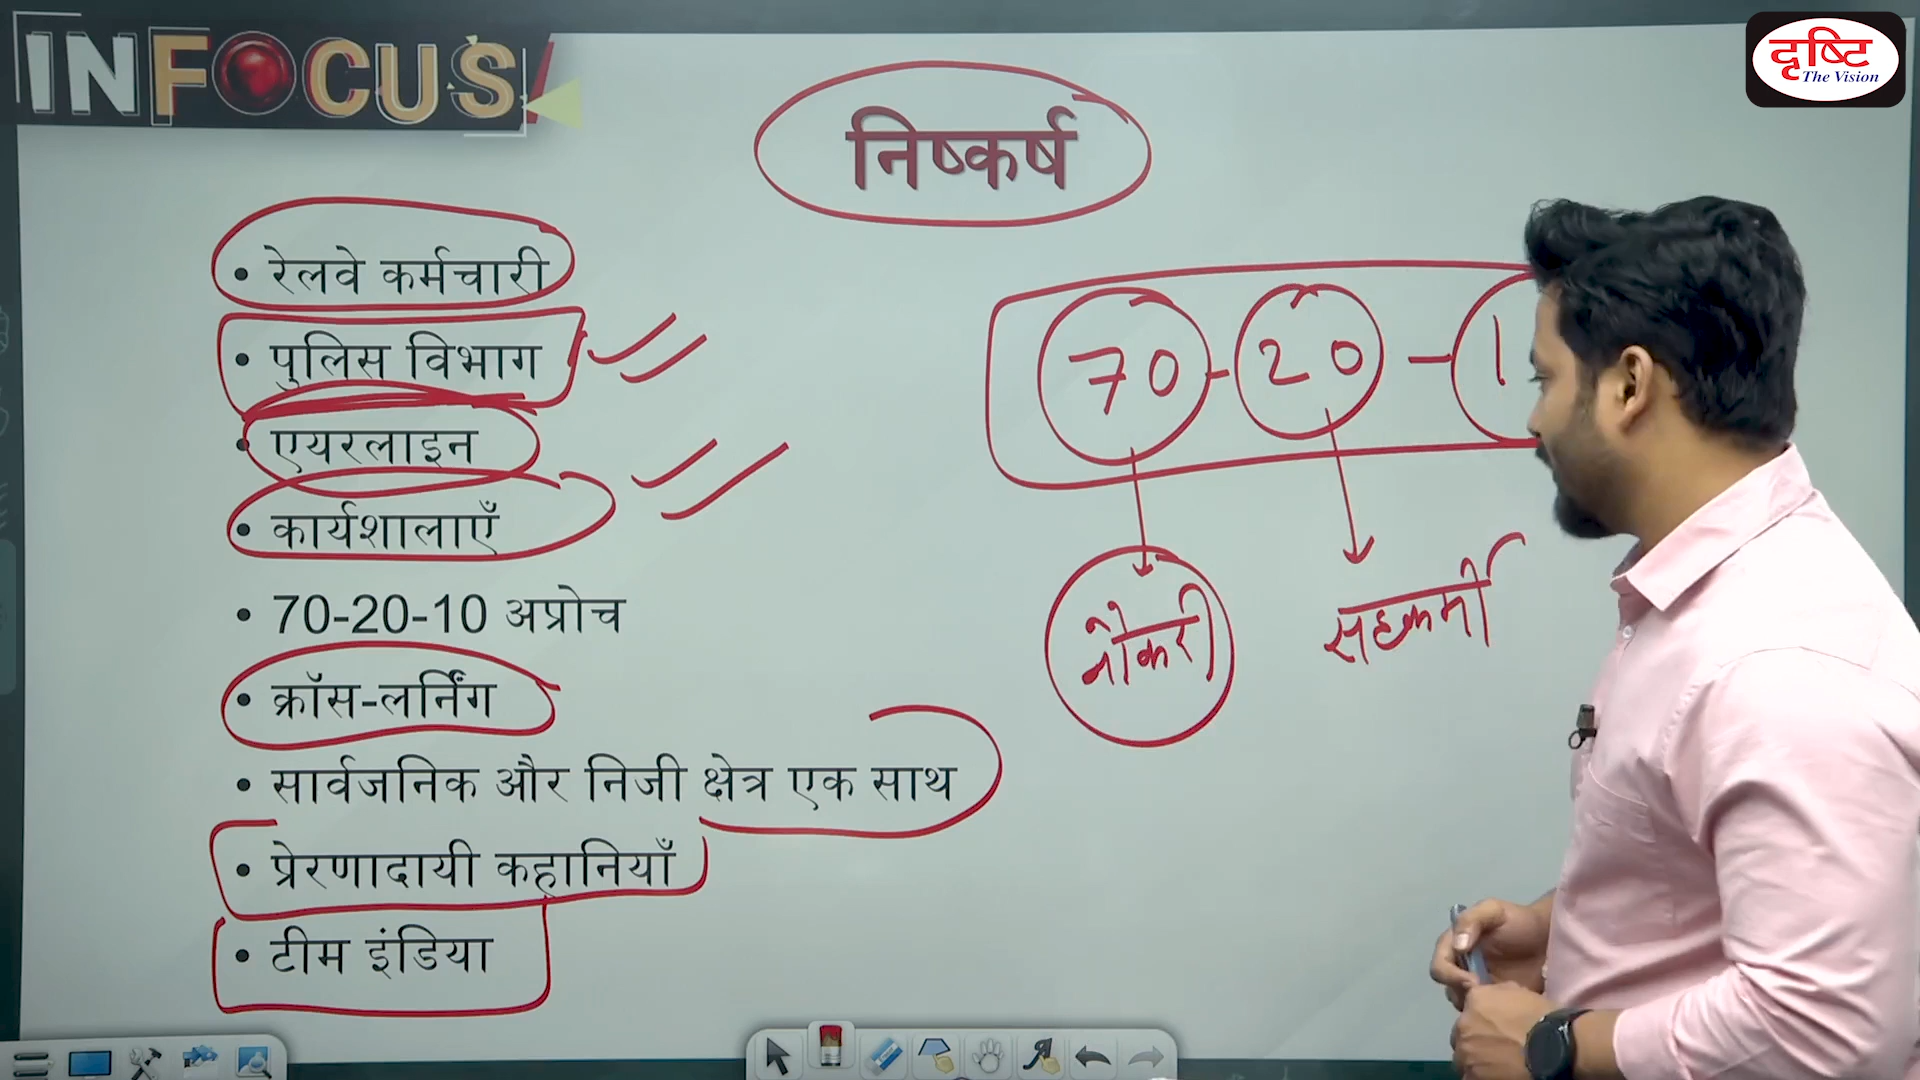 INFOCUS
दृष्टि
The Vision
निष्कर्ष
• रेलवे कर्मचारी
• पुलिस विभाग
• एयरलाइन
• कार्यशालाएँ
• 70-20-10 अप्रोच
• क्रॉस-लर्निंग
• सार्वजनिक और निजी क्षेत्र एक साथ
• प्रेरणादायी कहानियाँ
• टीम इंडिया
70-20-1
नौकरी
सहकर्मी